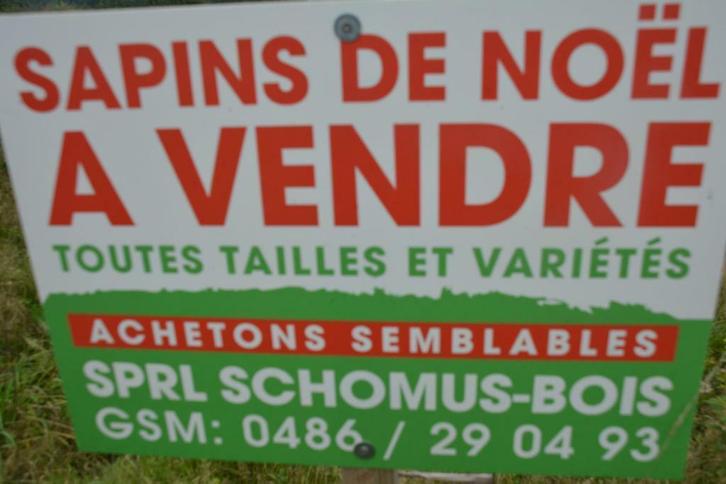 SAPINS DE NOËL
A VENDRE
TOUTES TAILLES ET VARIÉTÉS
ACHETONS SEMBLABLES
SPRL SCHOMUS-BOIS
GSM: 0486 / 29 04 93